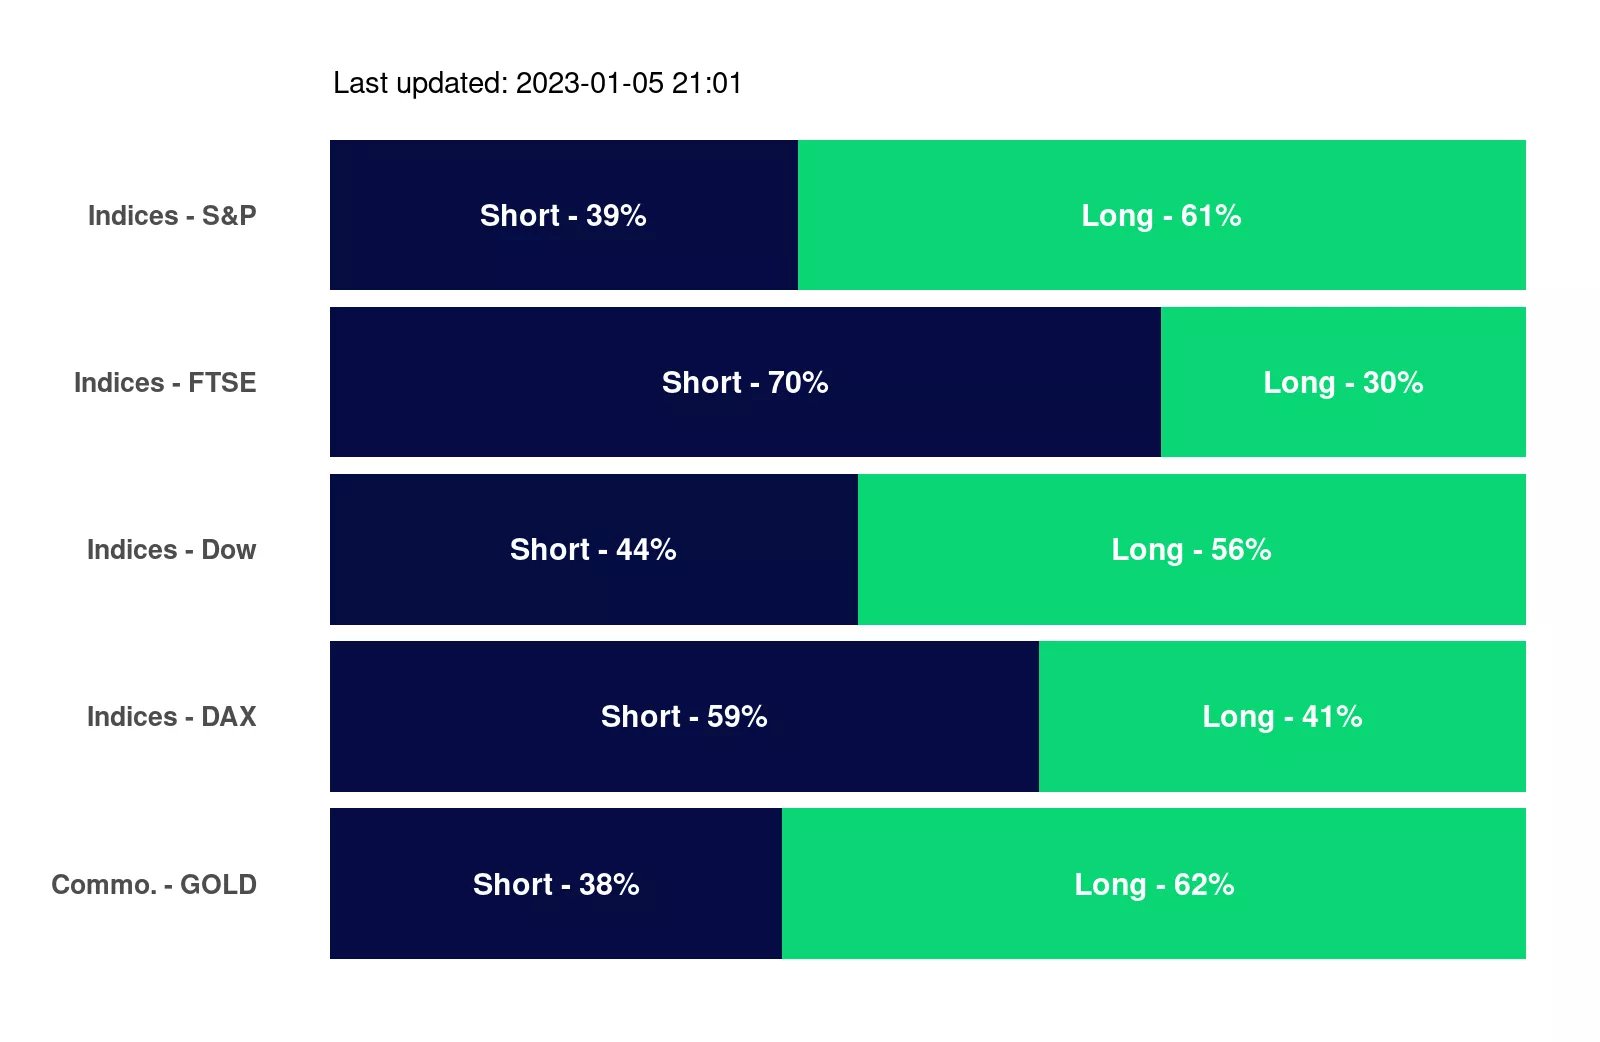 Last updated: 2023-01-05 21:01
Indices - S&P
Short - 39%
Long - 61%
Indices - FTSE
Short - 70%
Long - 30%
Indices - Dow
Short - 44%
Long - 56%
Indices - DAX
Short - 59%
Long - 41%
Commo. - GOLD
Short - 38%
Long - 62%